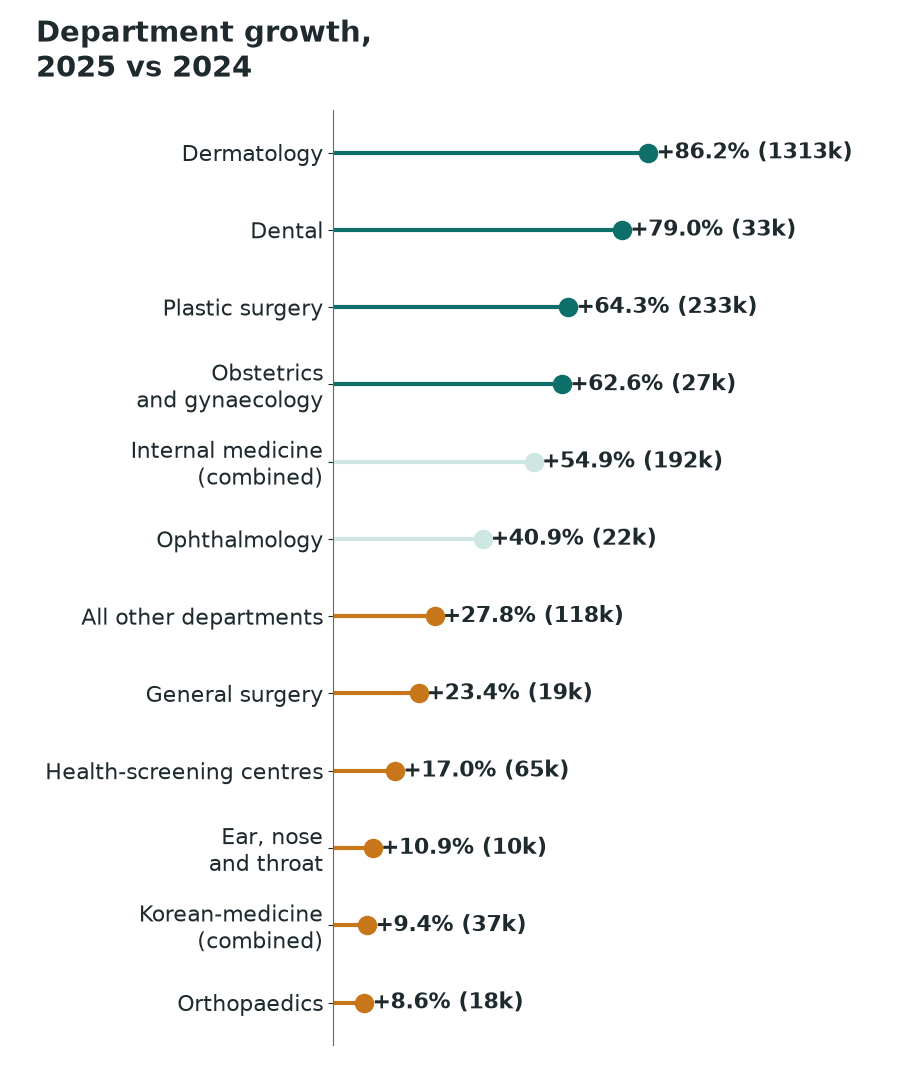 Department growth,
2025 vs 2024
Dermatology +86.2% (1313k)
Dental +79.0% (33k)
Plastic surgery +64.3% (233k)
Obstetrics
and gynaecology +62.6% (27k)
Internal medicine
(combined) +54.9% (192k)
Ophthalmology +40.9% (22k)
All other departments +27.8% (118k)
General surgery +23.4% (19k)
Health-screening centres +17.0% (65k)
Ear, nose
and throat +10.9% (10k)
Korean-medicine
(combined) +9.4% (37k)
Orthopaedics +8.6% (18k)